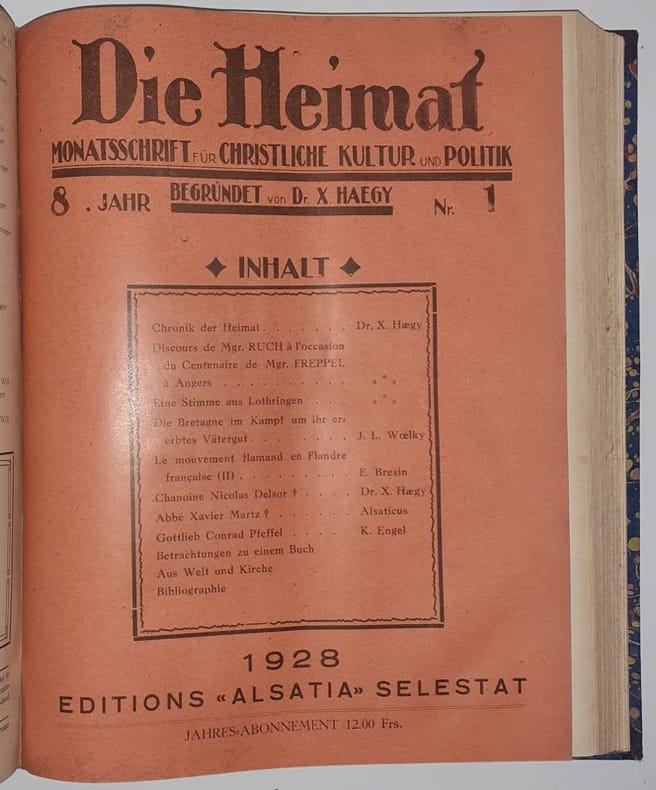 Die Heimat
MONATSSCHRIFT FÜR CHRISTLICHE KULTUR UND POLITIK
8. JAHR BEGRÜNDET von Dr. X. HAEGY Nr. 1
◆ INHALT ◆
Chronik der Heimat . . . . . . . Dr. X. Hægy
Discours de Mgr. RUCH à l'occasion
du Centenaire de Mgr. FREPPEL
à Angers . . . . . . . . . ⁂
Eine Stimme aus Lothringen . . . . ⁂
Die Bretagne im Kampf um ihr er-
erbtes Vätergut . . . . . . . . J. L. Wœlky
Le mouvement flamand en Flandre
française (II) . . . . . . . . . E. Bresin
Chanoine Nicolas Delsor † . . . . . Dr. X. Hægy
Abbé Xavier Martz † . . . . . . . Alsaticus
Gottlieb Conrad Pfeffel . . . . . K. Engel
Betrachtungen zu einem Buch
Aus Welt und Kirche
Bibliographie
1928
EDITIONS «ALSATIA» SELESTAT
JAHRES-ABONNEMENT 12.00 Frs.